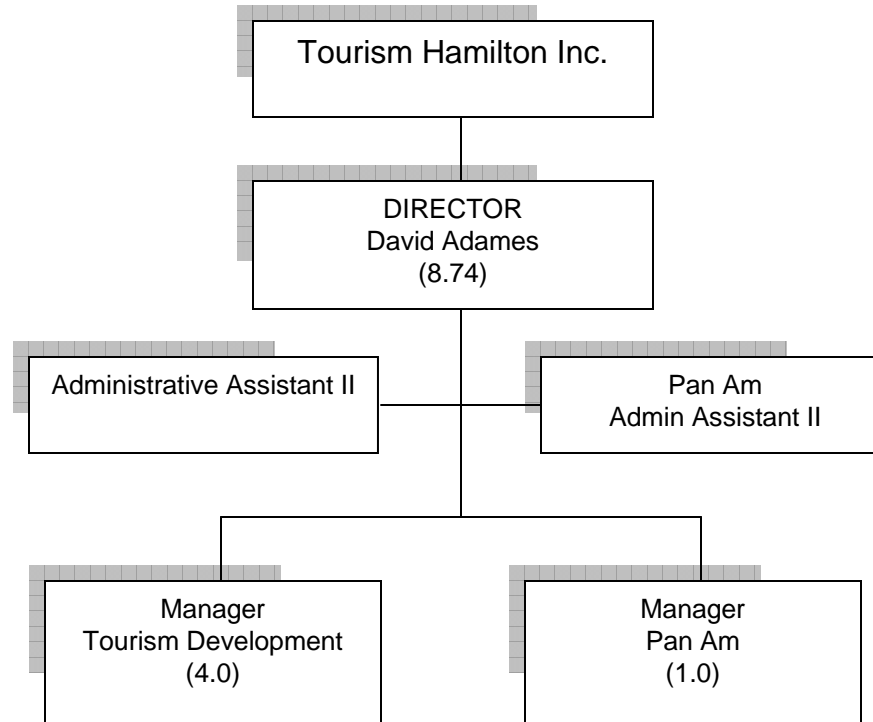 Tourism Hamilton Inc.
DIRECTOR
David Adames
(8.74)
Administrative Assistant II
Pan Am
Admin Assistant II
Manager
Tourism Development
(4.0)
Manager
Pan Am
(1.0)